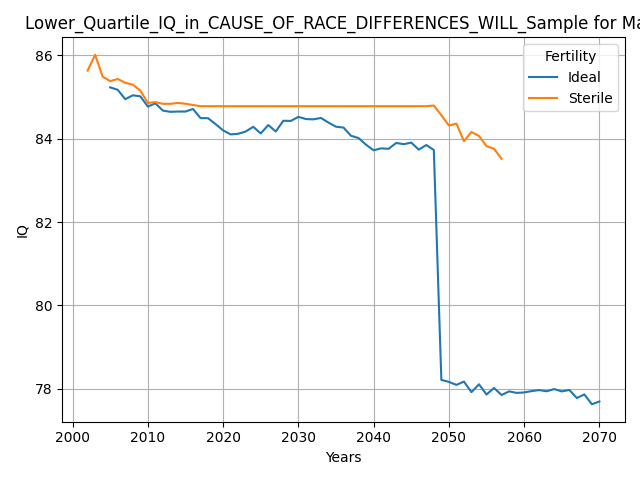 Lower_Quartile_IQ_in_CAUSE_OF_RACE_DIFFERENCES_WILL_Sample for Ma
86
84
82
80
78
IQ
Fertility
Ideal
Sterile
2000 2010 2020 2030 2040 2050 2060 2070
Years